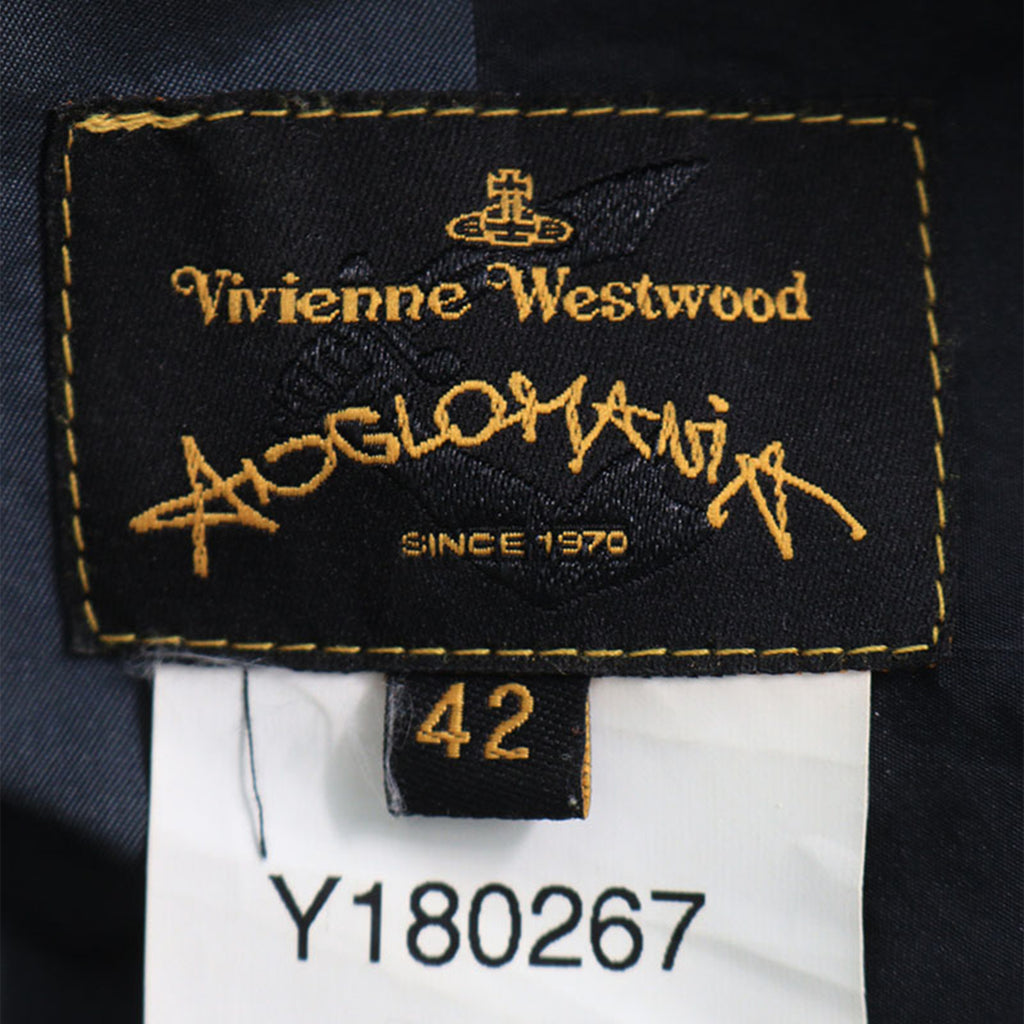 Vivienne Westwood
ANGLOMANiA
SINCE 1970
42
Y180267